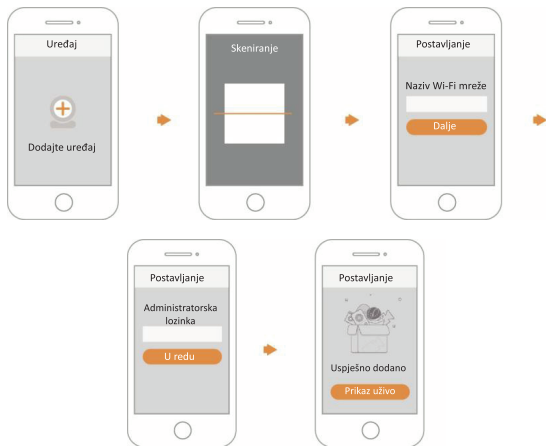 Uređaj
Dodajte uređaj
Skeniranje
Postavljanje
Naziv Wi-Fi mreže
Dalje
Postavljanje
Administratorska
lozinka
U redu
Postavljanje
Uspješno dodano
Prikaz uživo